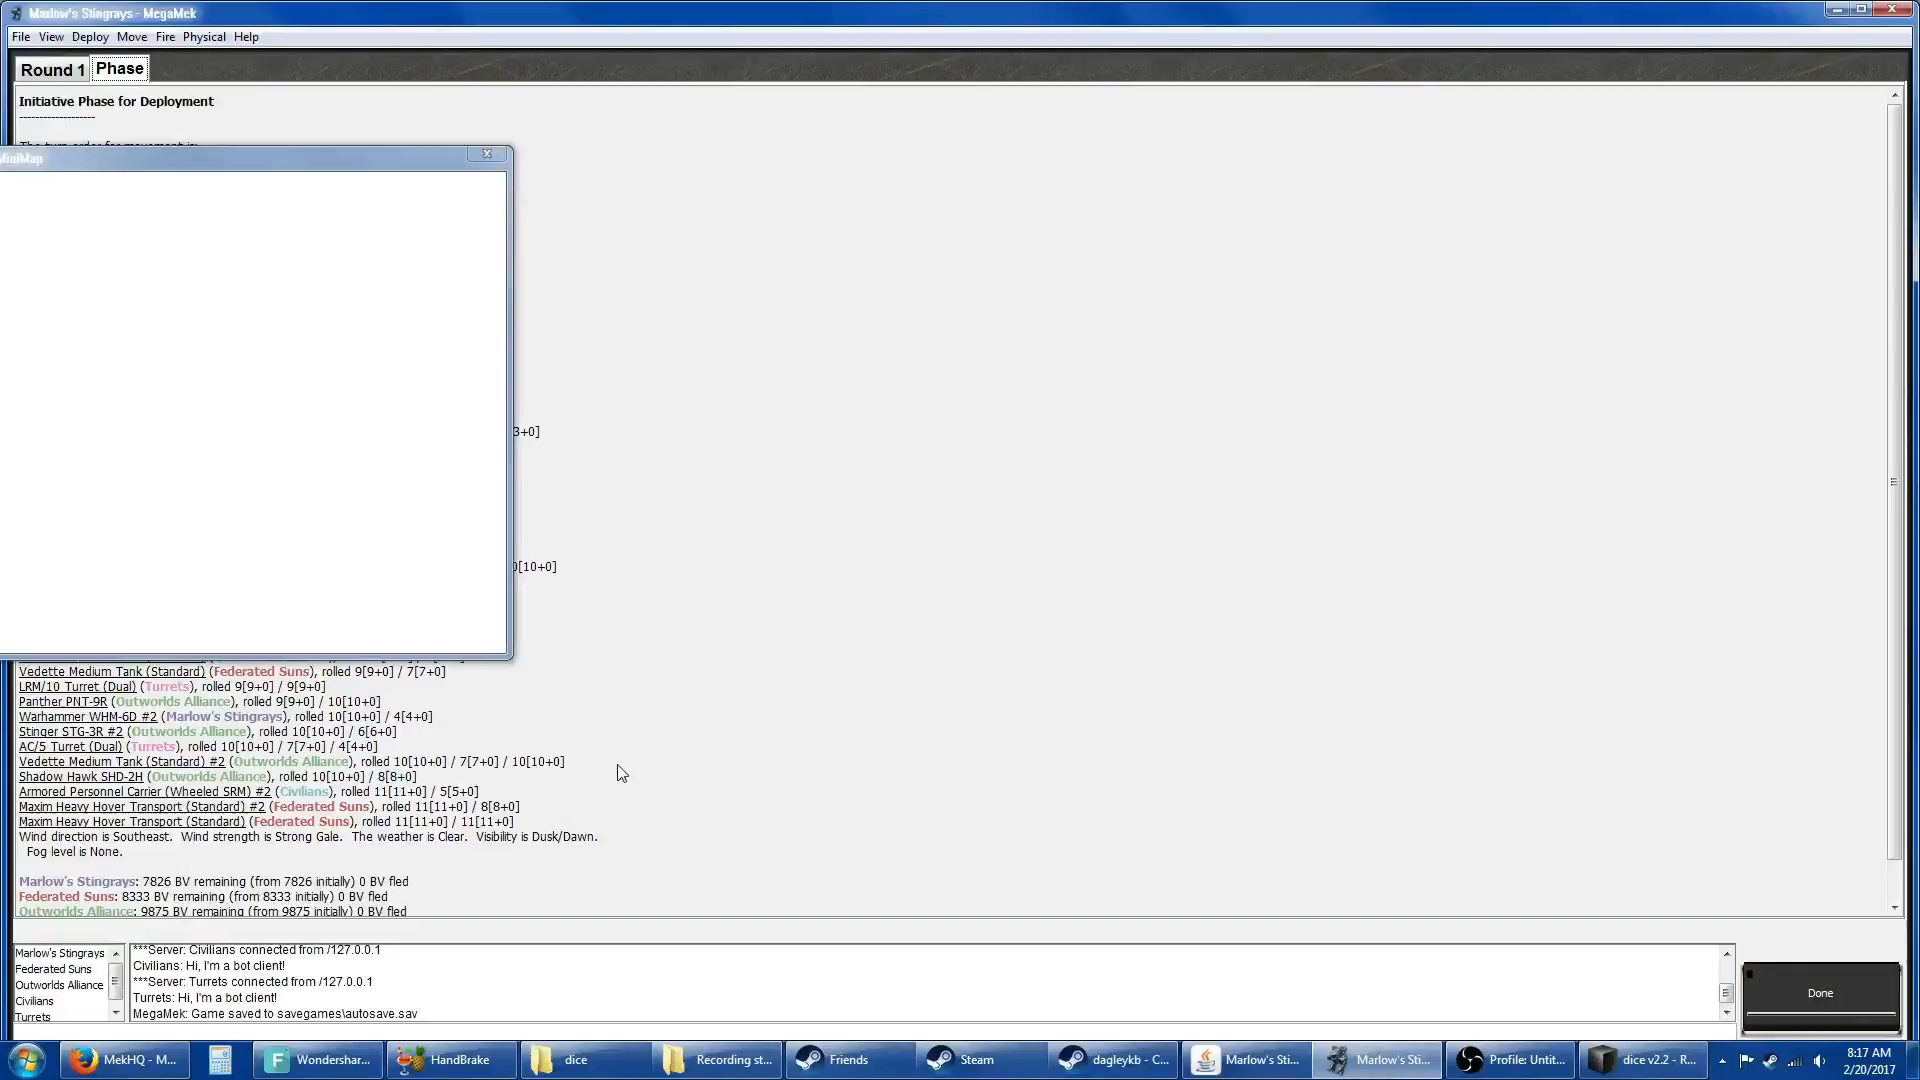 Marlow's Stingrays - MegaMek
File View Deploy Move Fire Physical Help
Round 1 Phase
Initiative Phase for Deployment
-------------------
MiniMap
3+0]
[10+0]
Vedette Medium Tank (Standard) (Federated Suns), rolled 9[9+0] / 7[7+0]
LRM/10 Turret (Dual) (Turrets), rolled 9[9+0] / 9[9+0]
Panther PNT-9R (Outworlds Alliance), rolled 9[9+0] / 10[10+0]
Warhammer WHM-6D #2 (Marlow's Stingrays), rolled 10[10+0] / 4[4+0]
Stinger STG-3R #2 (Outworlds Alliance), rolled 10[10+0] / 6[6+0]
AC/5 Turret (Dual) (Turrets), rolled 10[10+0] / 7[7+0] / 4[4+0]
Vedette Medium Tank (Standard) #2 (Outworlds Alliance), rolled 10[10+0] / 7[7+0] / 10[10+0]
Shadow Hawk SHD-2H (Outworlds Alliance), rolled 10[10+0] / 8[8+0]
Armored Personnel Carrier (Wheeled SRM) #2 (Civilians), rolled 11[11+0] / 5[5+0]
Maxim Heavy Hover Transport (Standard) #2 (Federated Suns), rolled 11[11+0] / 8[8+0]
Maxim Heavy Hover Transport (Standard) (Federated Suns), rolled 11[11+0] / 11[11+0]
Wind direction is Southeast. Wind strength is Strong Gale. The weather is Clear. Visibility is Dusk/Dawn.
Fog level is None.
Marlow's Stingrays: 7826 BV remaining (from 7826 initially) 0 BV fled
Federated Suns: 8333 BV remaining (from 8333 initially) 0 BV fled
Outworlds Alliance: 9875 BV remaining (from 9875 initially) 0 BV fled
Marlow's Stingrays
Federated Suns
Outworlds Alliance
Civilians
Turrets
***Server: Civilians connected from /127.0.0.1
Civilians: Hi, I'm a bot client!
***Server: Turrets connected from /127.0.0.1
Turrets: Hi, I'm a bot client!
MegaMek: Game saved to savegames\autosave.sav
Done
MekHQ - M... Wondershar... HandBrake dice Recording st... Friends Steam dagleykb - C... Marlow's Sti... Marlow's Sti... Profile: Untit... dice v2.2 - R...
8:17 AM
2/20/2017